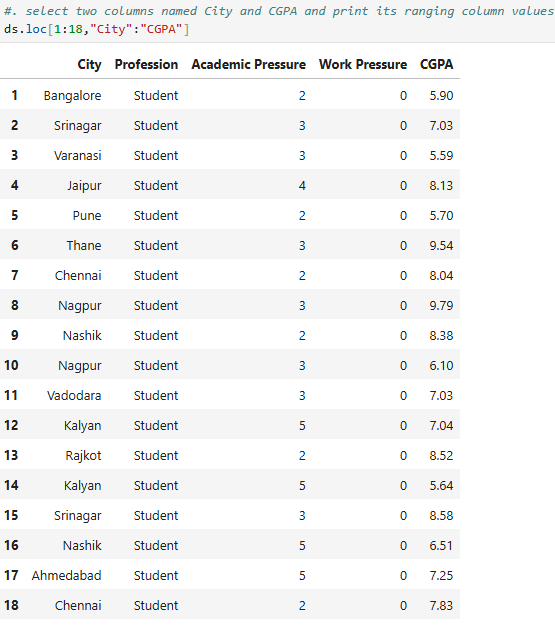 #. select two columns named City and CGPA and print its ranging column values
ds.loc[1:18,"City":"CGPA"]
City Profession Academic Pressure Work Pressure CGPA
1 Bangalore Student 2 0 5.90
2 Srinagar Student 3 0 7.03
3 Varanasi Student 3 0 5.59
4 Jaipur Student 4 0 8.13
5 Pune Student 2 0 5.70
6 Thane Student 3 0 9.54
7 Chennai Student 2 0 8.04
8 Nagpur Student 3 0 9.79
9 Nashik Student 2 0 8.38
10 Nagpur Student 3 0 6.10
11 Vadodara Student 3 0 7.03
12 Kalyan Student 5 0 7.04
13 Rajkot Student 2 0 8.52
14 Kalyan Student 5 0 5.64
15 Srinagar Student 3 0 8.58
16 Nashik Student 5 0 6.51
17 Ahmedabad Student 5 0 7.25
18 Chennai Student 2 0 7.83